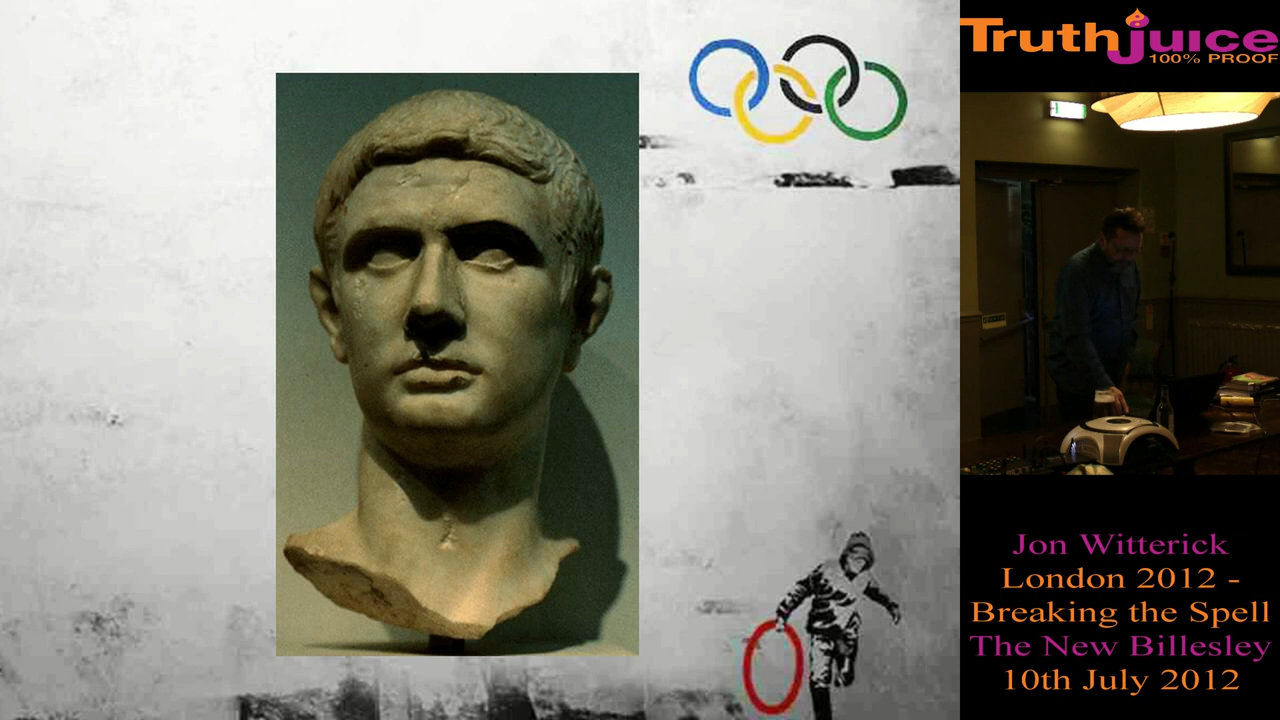 Truthjuice
100% PROOF
Jon Witterick
London 2012 -
Breaking the Spell
The New Billesley
10th July 2012